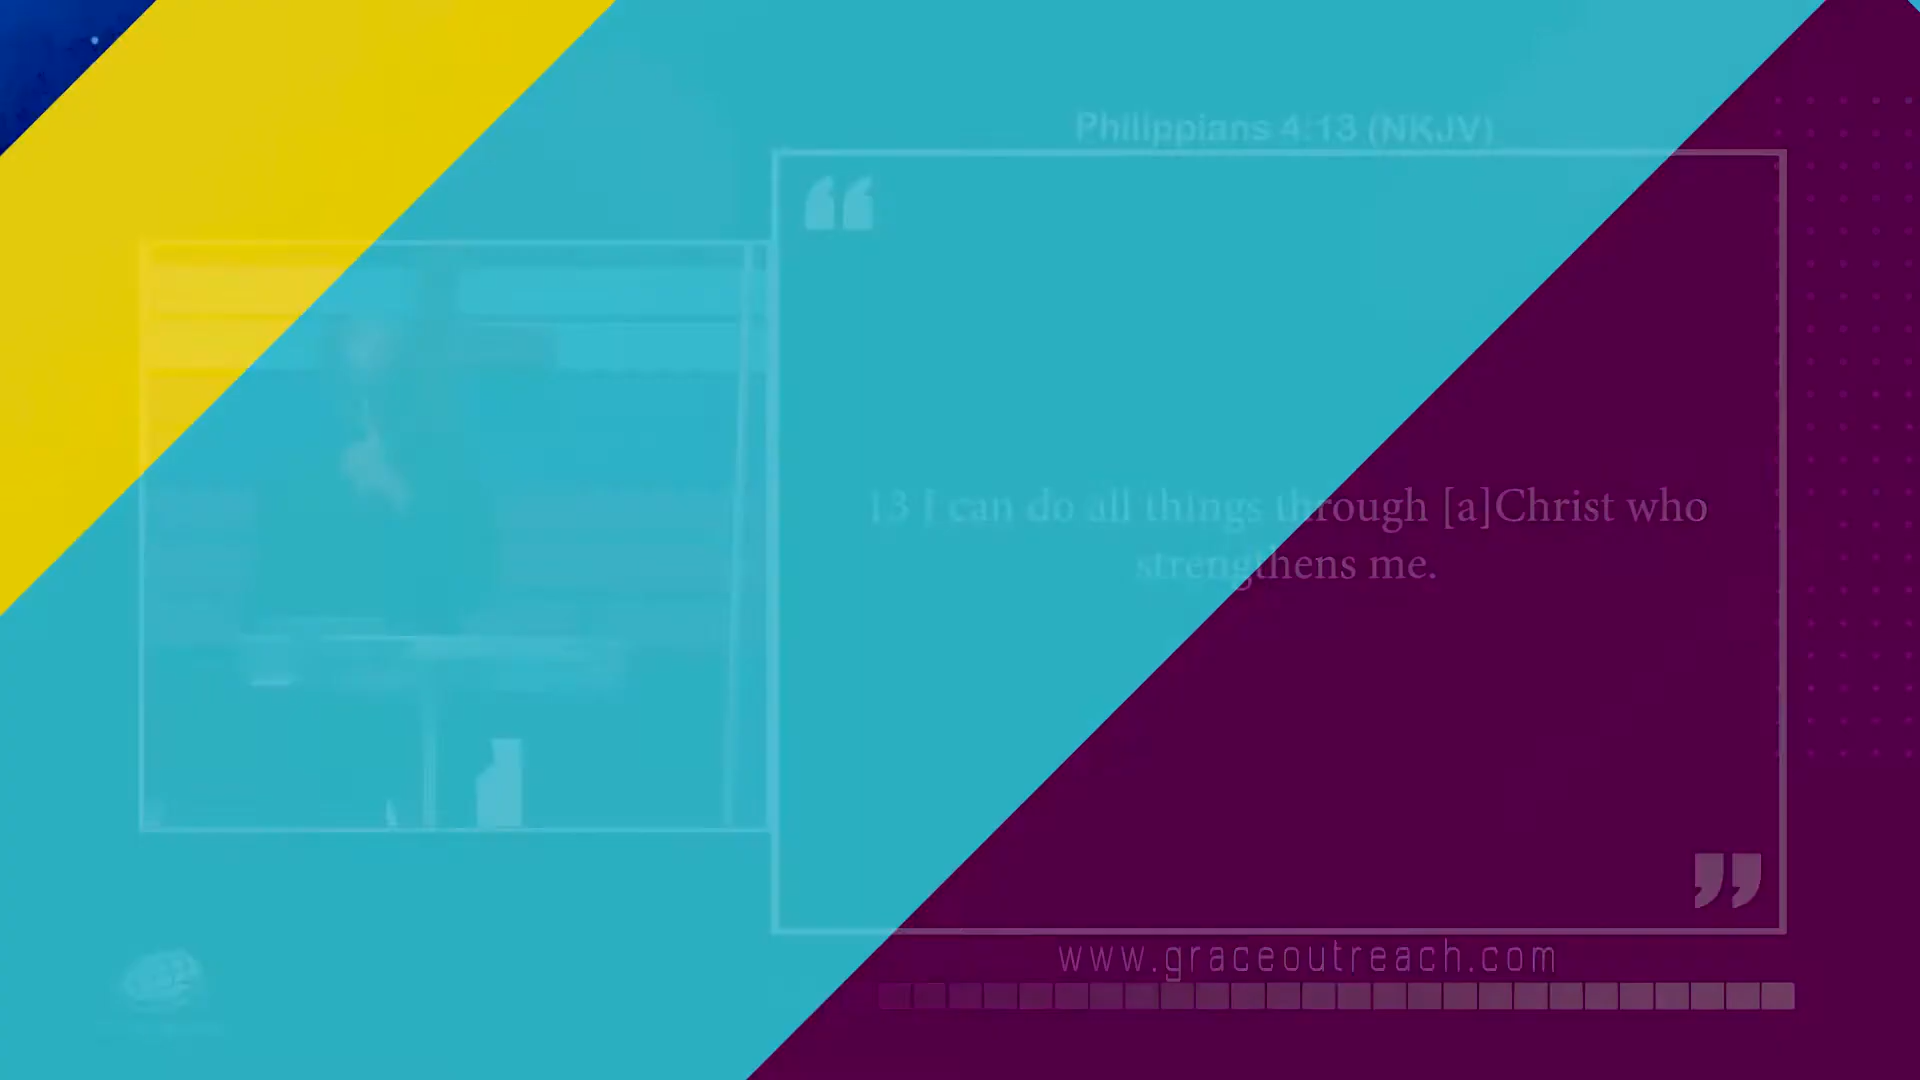 Philippians 4:13 (NKJV)
13 I can do all things through [a]Christ who
strengthens me.
www.graceoutreach.com